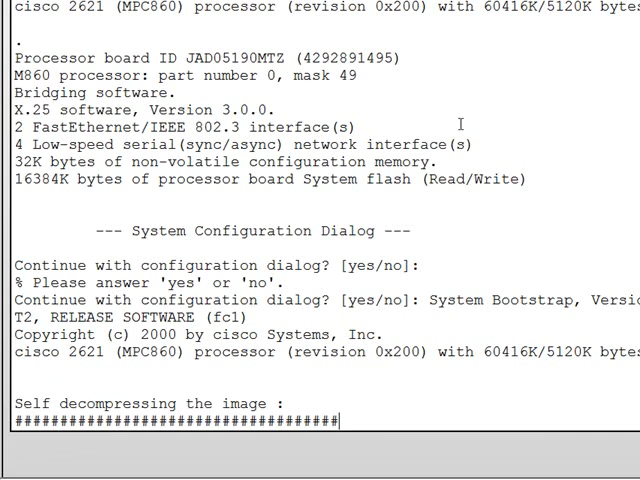 cisco 2621 (MPC860) processor (revision 0x200) with 60416K/5120K bytes
.
Processor board ID JAD05190MTZ (4292891495)
M860 processor: part number 0, mask 49
Bridging software.
X.25 software, Version 3.0.0.
2 FastEthernet/IEEE 802.3 interface(s)
4 Low-speed serial(sync/async) network interface(s)
32K bytes of non-volatile configuration memory.
16384K bytes of processor board System flash (Read/Write)
--- System Configuration Dialog ---
Continue with configuration dialog? [yes/no]:
% Please answer 'yes' or 'no'.
Continue with configuration dialog? [yes/no]: System Bootstrap, Versio
T2, RELEASE SOFTWARE (fc1)
Copyright (c) 2000 by cisco Systems, Inc.
cisco 2621 (MPC860) processor (revision 0x200) with 60416K/5120K bytes
Self decompressing the image :
####################################